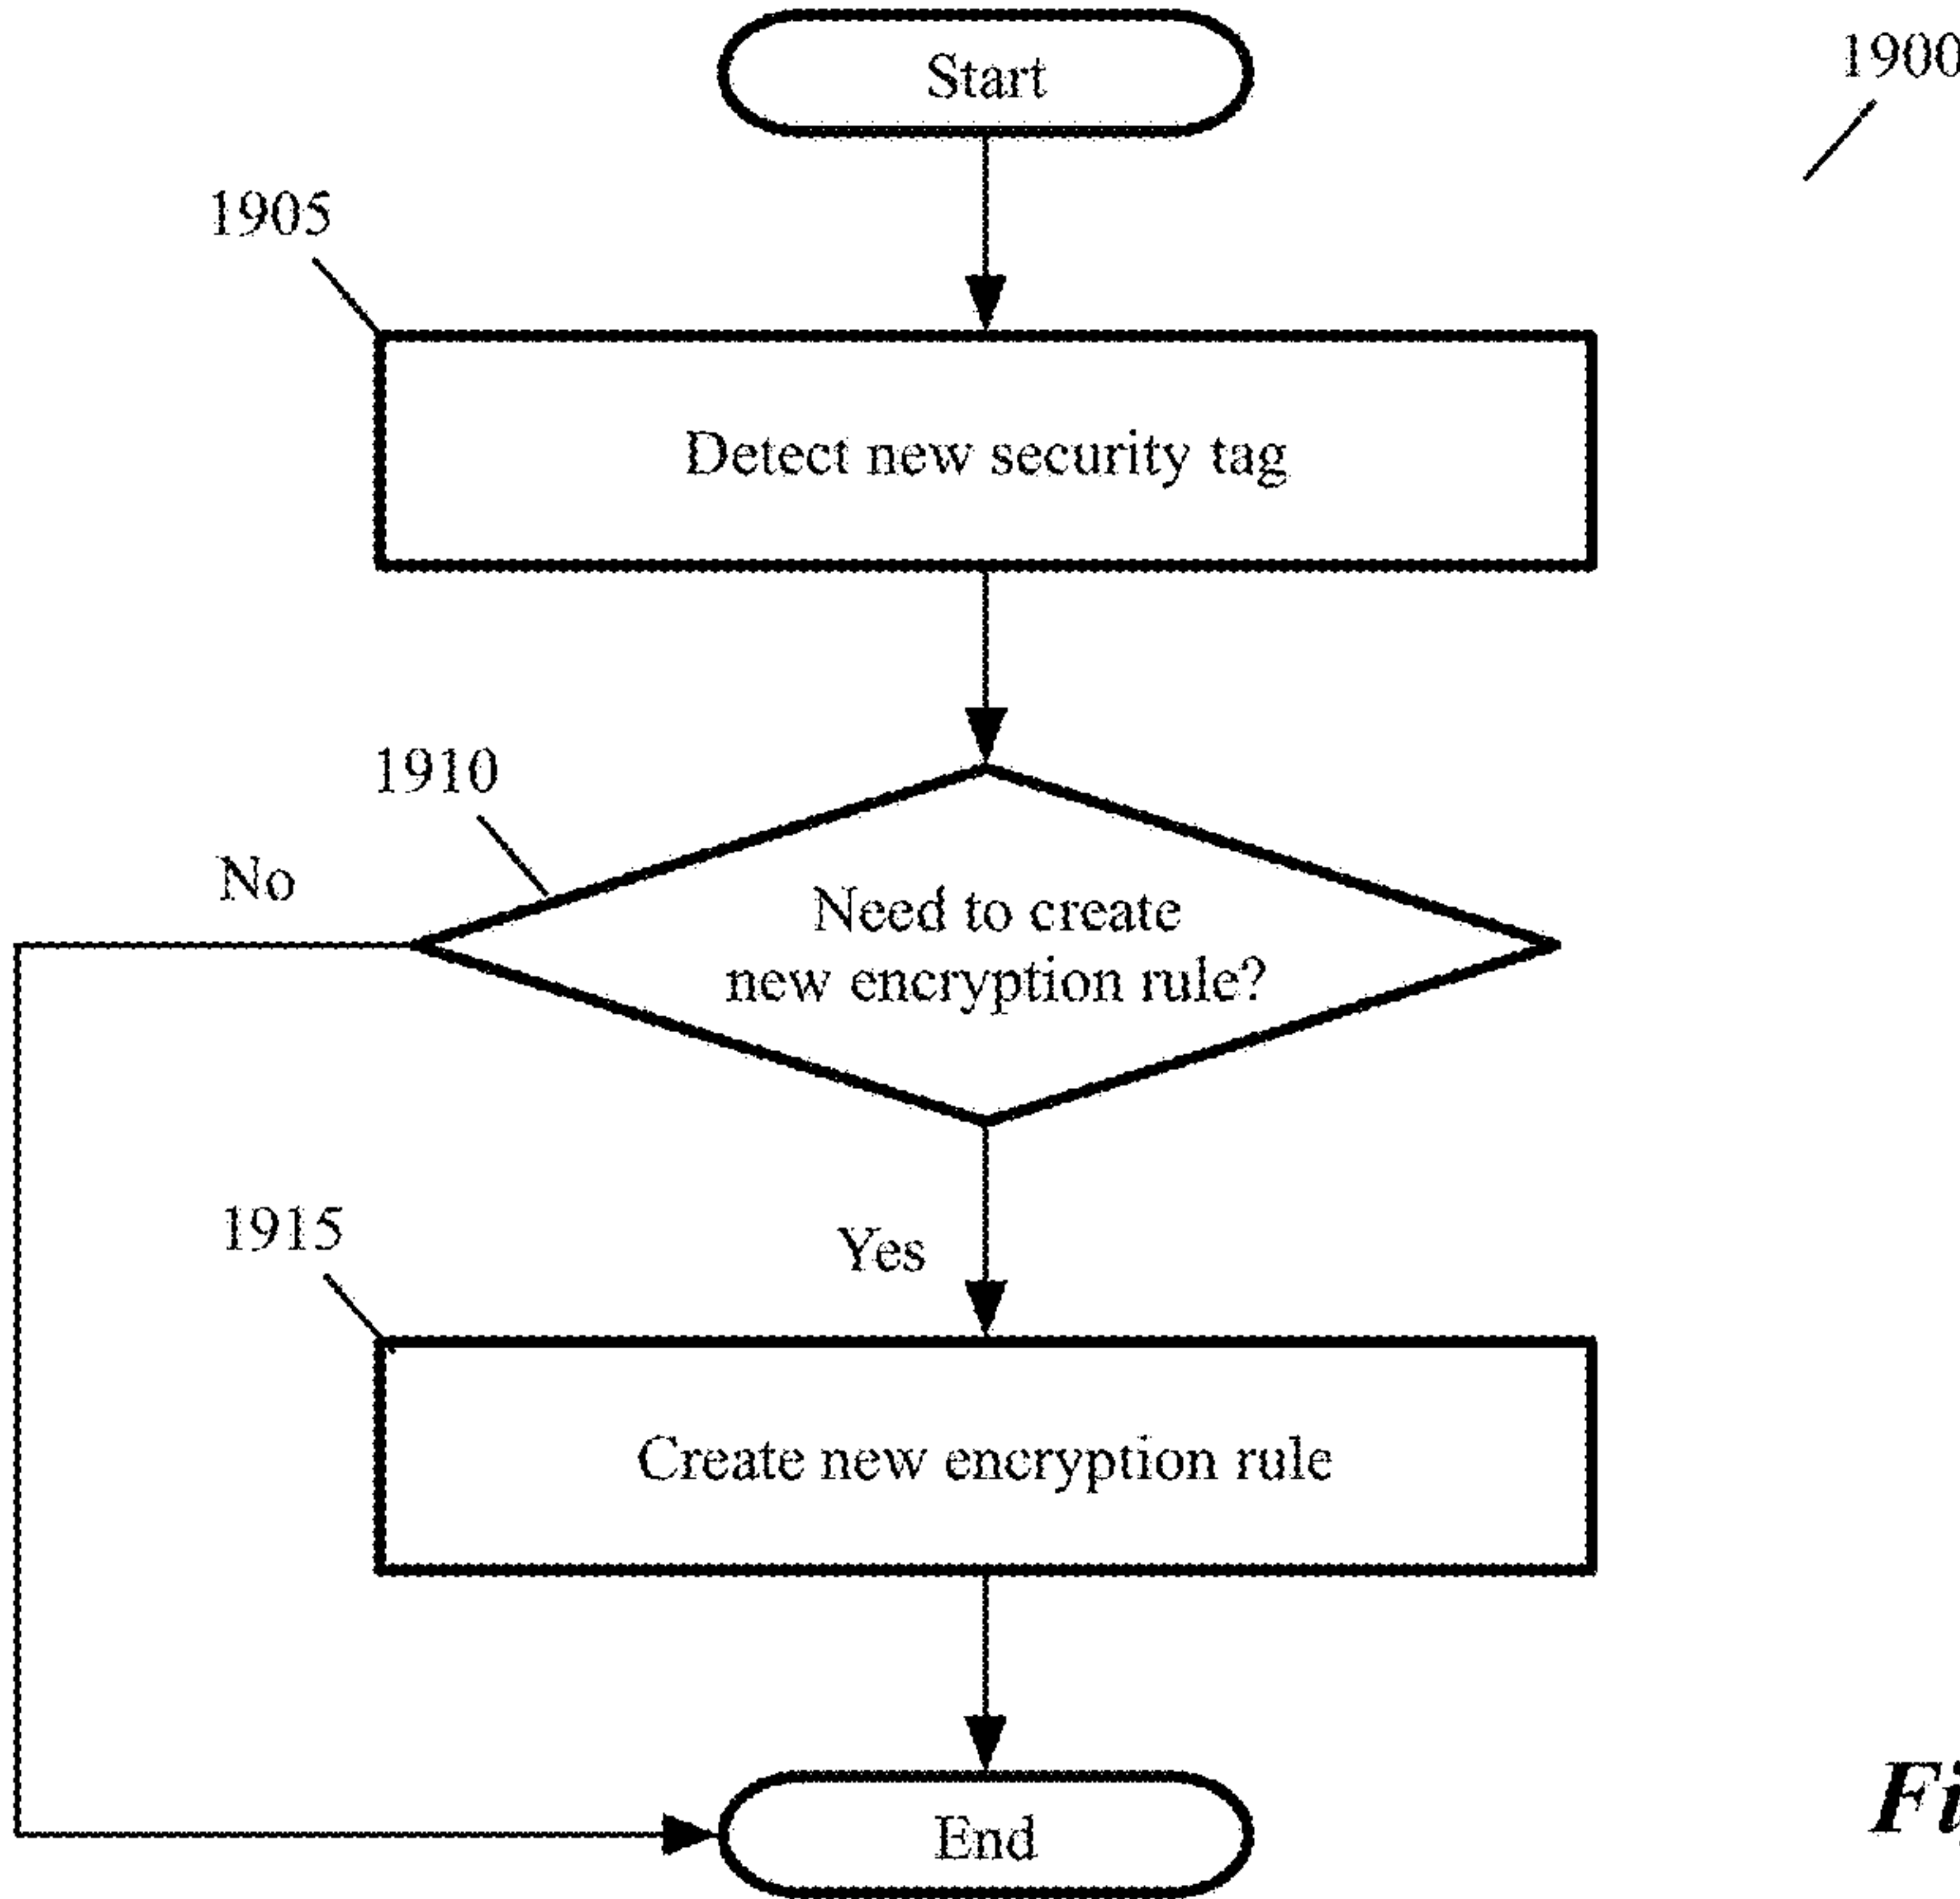 Start
1900
1905
Detect new security tag
1910
No
Need to create
new encryption rule?
1915
Yes
Create new encryption rule
End